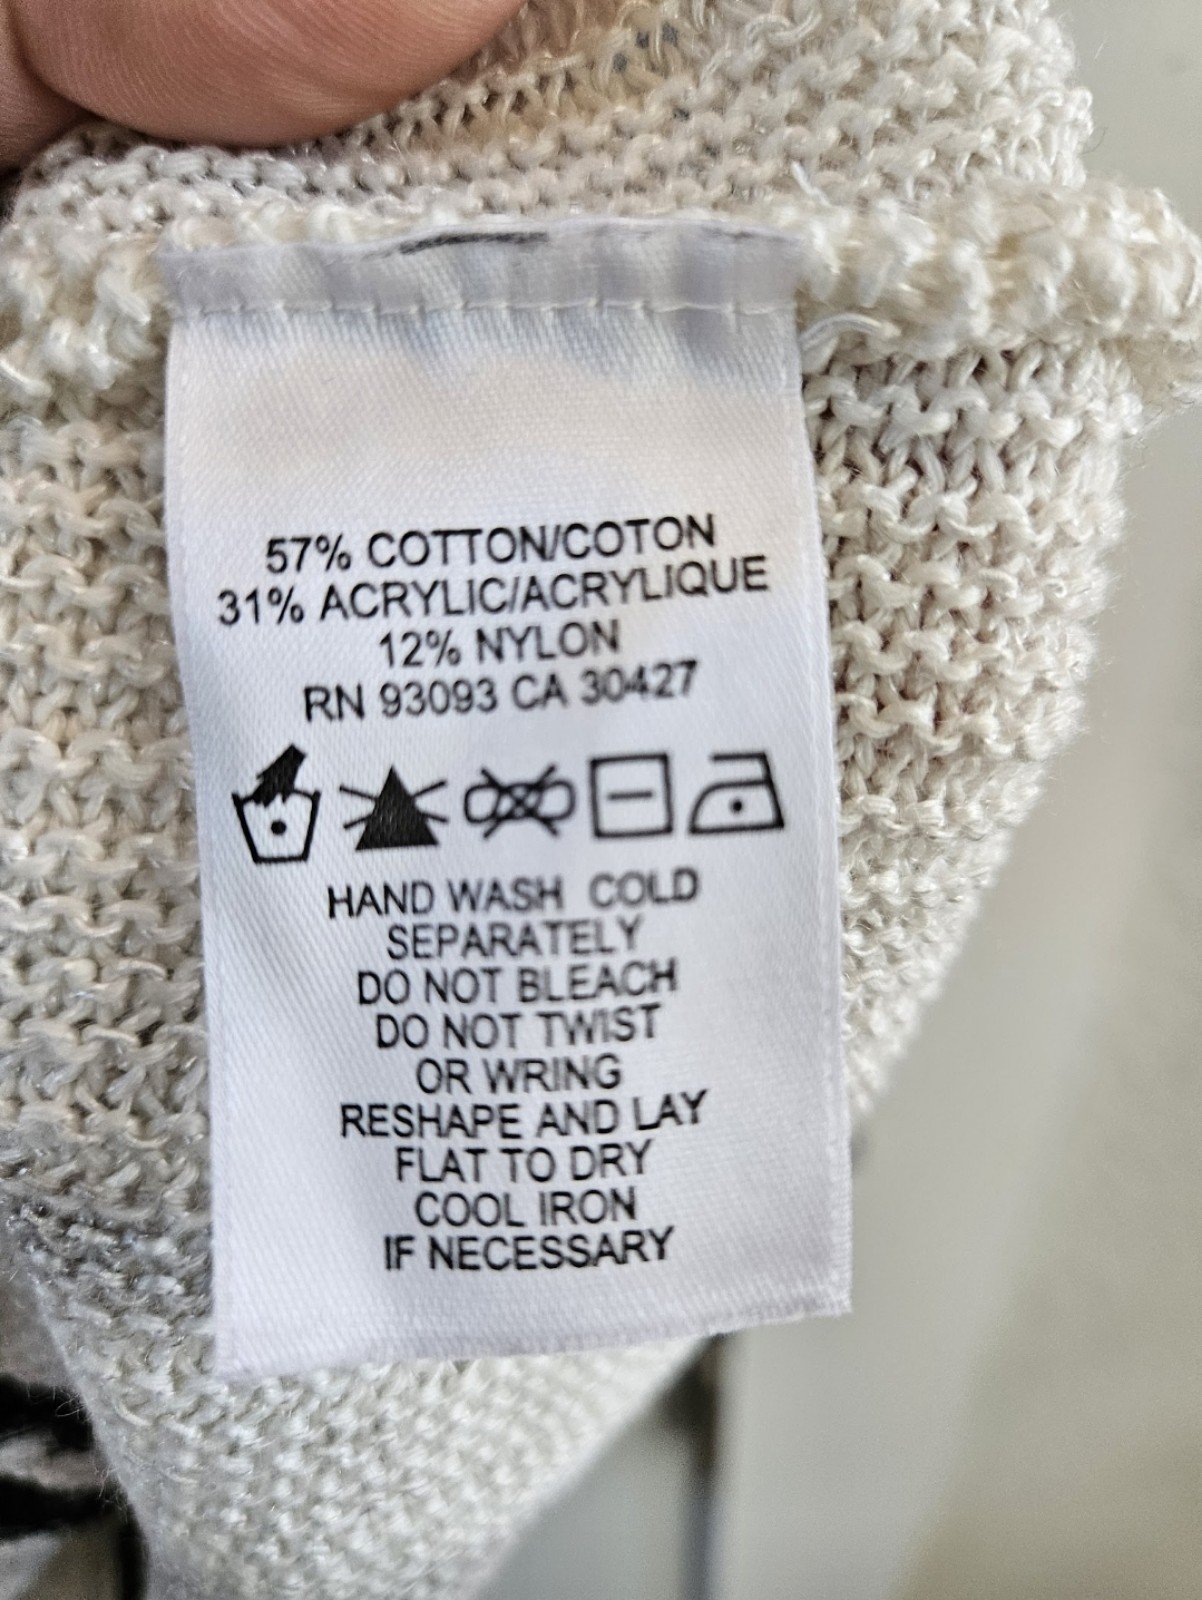 57% COTTON/COTON
31% ACRYLIC/ACRYLIQUE
12% NYLON
RN 93093 CA 30427
HAND WASH COLD
SEPARATELY
DO NOT BLEACH
DO NOT TWIST
OR WRING
RESHAPE AND LAY
FLAT TO DRY
COOL IRON
IF NECESSARY